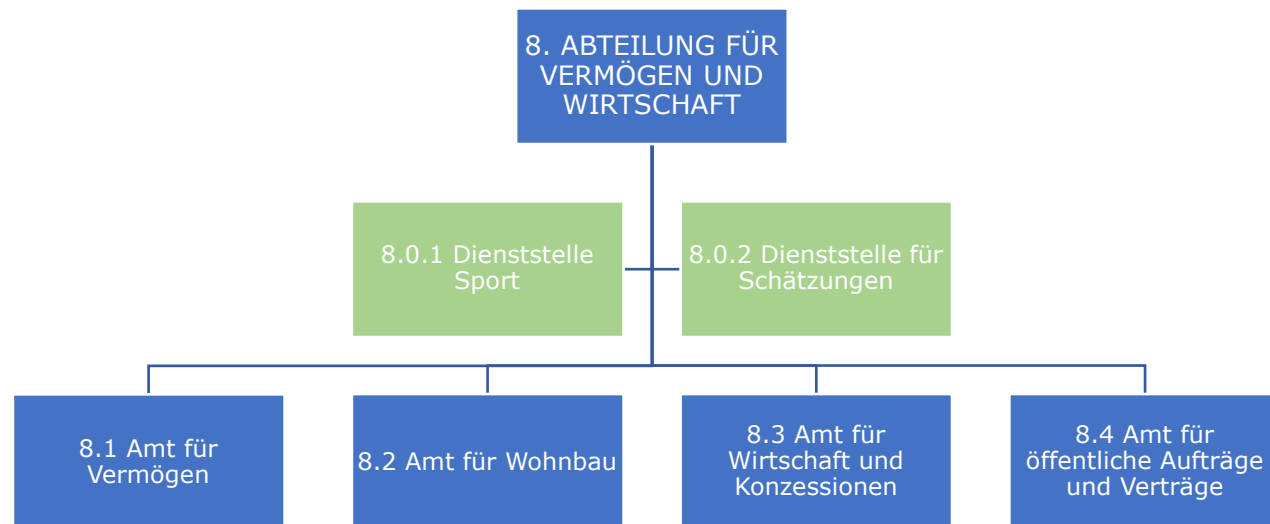 8. ABTEILUNG FÜR
VERMÖGEN UND
WIRTSCHAFT
8.0.1 Dienststelle
Sport
8.0.2 Dienststelle für
Schätzungen
8.1 Amt für
Vermögen
8.2 Amt für Wohnbau
8.3 Amt für
Wirtschaft und
Konzessionen
8.4 Amt für
öffentliche Aufträge
und Verträge